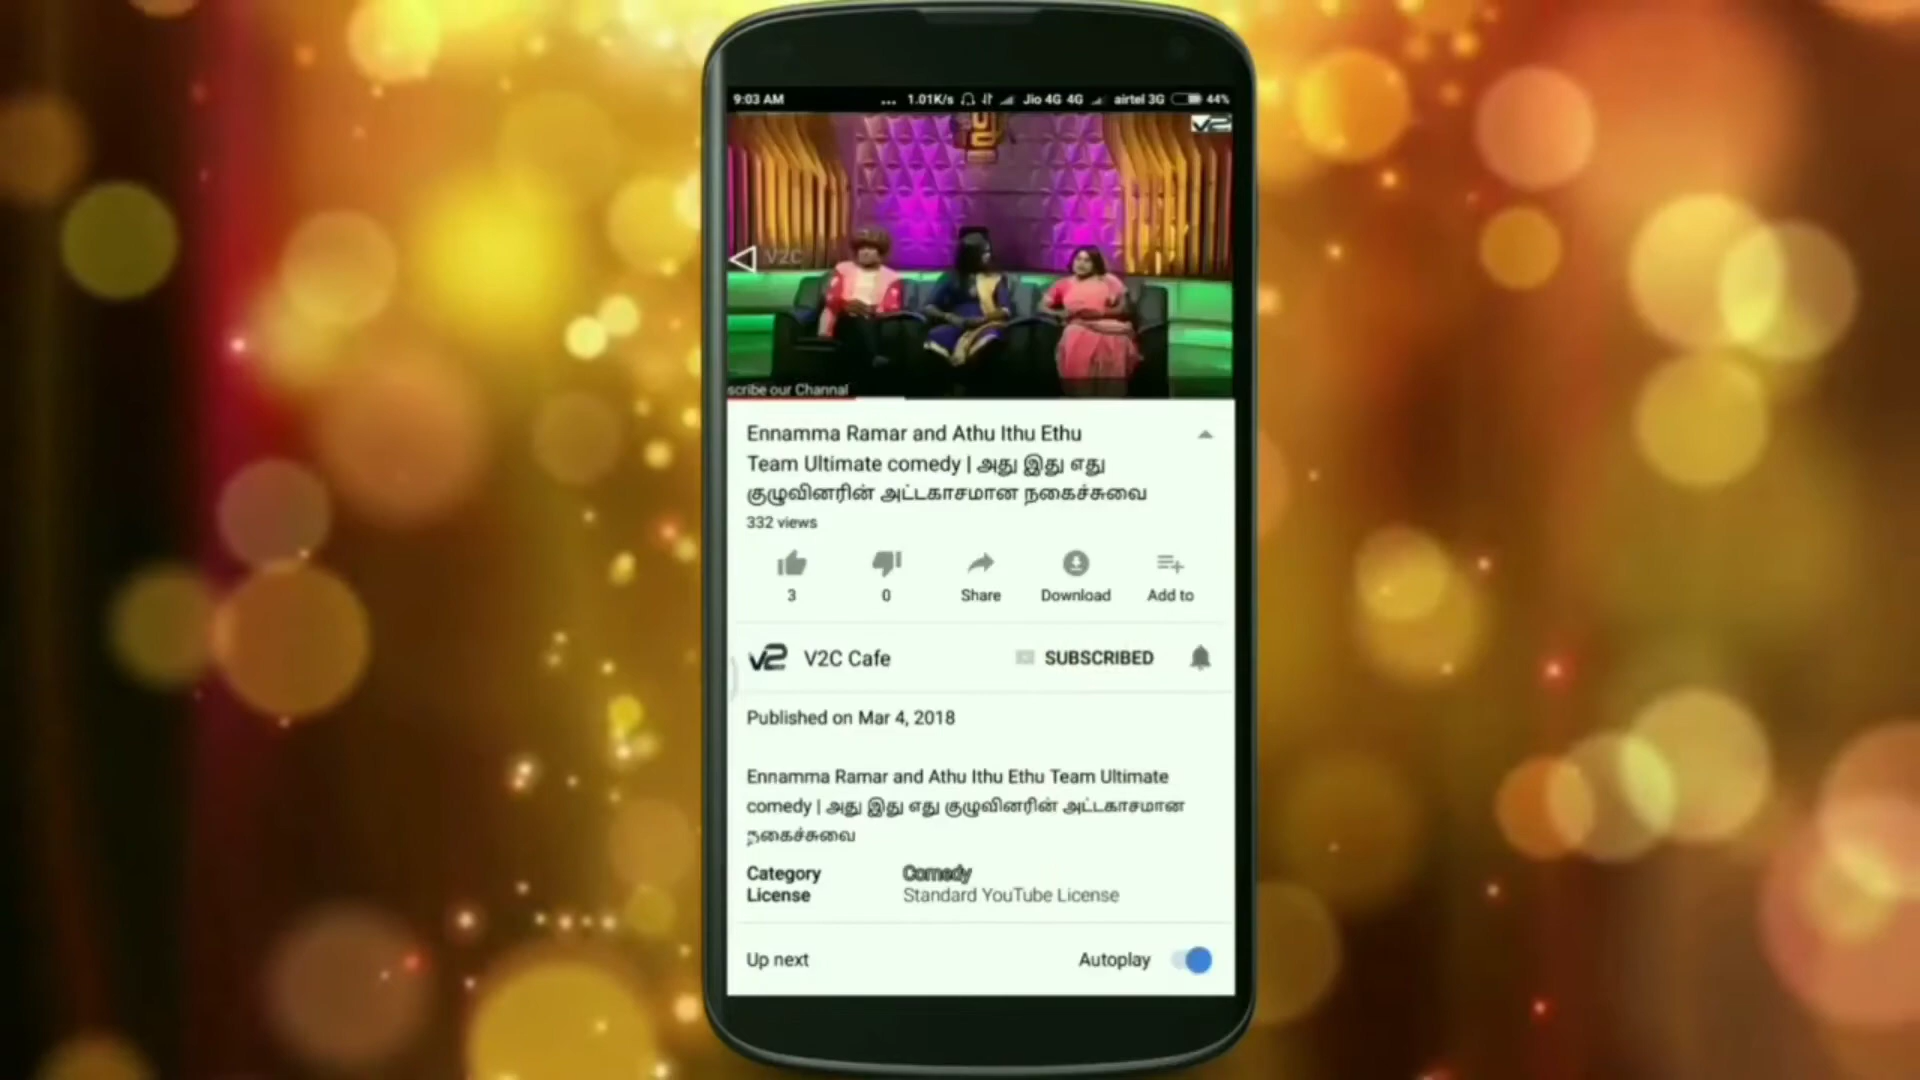 9:03 AM ... 1.01K/s Jio 4G 4G airtel 3G 44%
V2
V2C
scribe our Channal
Ennamma Ramar and Athu Ithu Ethu
Team Ultimate comedy | அது இது எது
குழுவினரின் அட்டகாசமான நகைச்சுவை
332 views
3 0 Share Download Add to
V2 V2C Cafe SUBSCRIBED
Published on Mar 4, 2018
Ennamma Ramar and Athu Ithu Ethu Team Ultimate
comedy | அது இது எது குழுவினரின் அட்டகாசமான
நகைச்சுவை
Category Comedy
License Standard YouTube License
Up next Autoplay